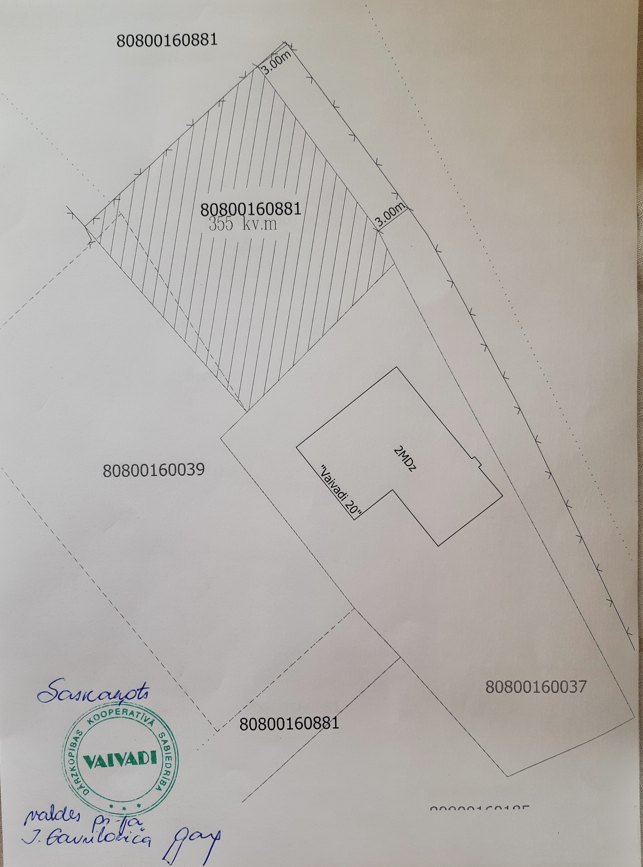 80800160881
3.00m
80800160881
355 kv.m
3.00m
2MDz
"Vaivadi 20"
80800160039
80800160037
80800160881
Saskaņots
DĀRZKOPĪBAS KOOPERATĪVĀ SABIEDRĪBA
VAIVADI
valdes pr-ja
J. Gavriloviča